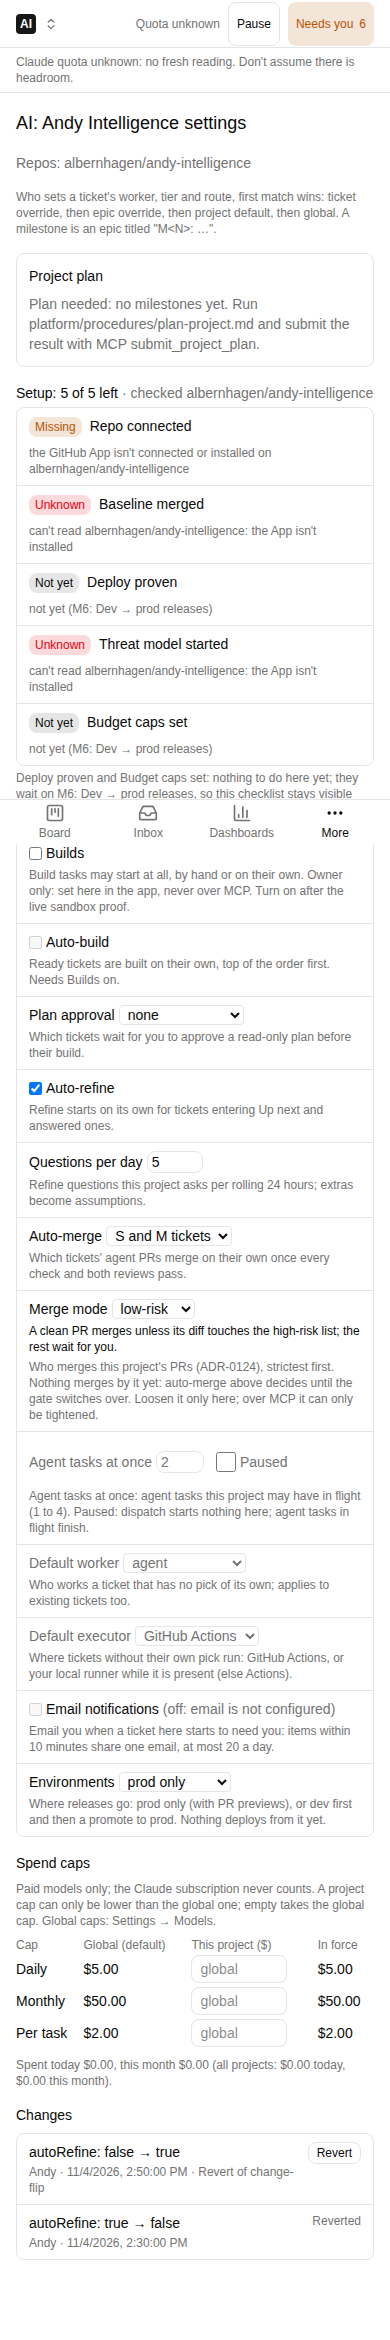 AI
Quota unknown
Pause
Needs you 6
Claude quota unknown: no fresh reading. Don't assume there is
headroom.
AI: Andy Intelligence settings
Repos: albernhagen/andy-intelligence
Who sets a ticket's worker, tier and route, first match wins: ticket
override, then epic override, then project default, then global. A
milestone is an epic titled "M<N>: …".
Project plan
Plan needed: no milestones yet. Run
platform/procedures/plan-project.md and submit the
result with MCP submit_project_plan.
Setup: 5 of 5 left · checked albernhagen/andy-intelligence
Missing Repo connected
the GitHub App isn't connected or installed on
albernhagen/andy-intelligence
Unknown Baseline merged
can't read albernhagen/andy-intelligence: the App isn't
installed
Not yet Deploy proven
not yet (M6: Dev → prod releases)
Unknown Threat model started
can't read albernhagen/andy-intelligence: the App isn't
installed
Not yet Budget caps set
not yet (M6: Dev → prod releases)
Deploy proven and Budget caps set: nothing to do here yet; they
wait on M6: Dev → prod releases, so this checklist stays visible
Board
Inbox
Dashboards
More
Builds
Build tasks may start at all, by hand or on their own. Owner
only: set here in the app, never over MCP. Turn on after the
live sandbox proof.
Auto-build
Ready tickets are built on their own, top of the order first.
Needs Builds on.
Plan approval none
Which tickets wait for you to approve a read-only plan before
their build.
Auto-refine
Refine starts on its own for tickets entering Up next and
answered ones.
Questions per day 5
Refine questions this project asks per rolling 24 hours; extras
become assumptions.
Auto-merge S and M tickets
Which tickets' agent PRs merge on their own once every
check and both reviews pass.
Merge mode low-risk
A clean PR merges unless its diff touches the high-risk list; the
rest wait for you.
Who merges this project's PRs (ADR-0124), strictest first.
Nothing merges by it yet: auto-merge above decides until the
gate switches over. Loosen it only here; over MCP it can only
be tightened.
Agent tasks at once 2 Paused
Agent tasks at once: agent tasks this project may have in flight
(1 to 4). Paused: dispatch starts nothing here; agent tasks in
flight finish.
Default worker agent
Who works a ticket that has no pick of its own; applies to
existing tickets too.
Default executor GitHub Actions
Where tickets without their own pick run: GitHub Actions, or
your local runner while it is present (else Actions).
Email notifications (off: email is not configured)
Email you when a ticket here starts to need you: items within
10 minutes share one email, at most 20 a day.
Environments prod only
Where releases go: prod only (with PR previews), or dev first
and then a promote to prod. Nothing deploys from it yet.
Spend caps
Paid models only; the Claude subscription never counts. A project
cap can only be lower than the global one; empty takes the global
cap. Global caps: Settings → Models.
Cap Global (default) This project ($) In force
Daily $5.00 global $5.00
Monthly $50.00 global $50.00
Per task $2.00 global $2.00
Spent today $0.00, this month $0.00 (all projects: $0.00 today,
$0.00 this month).
Changes
autoRefine: false → true
Revert
Andy · 11/4/2026, 2:50:00 PM · Revert of change-
flip
autoRefine: true → false
Reverted
Andy · 11/4/2026, 2:30:00 PM